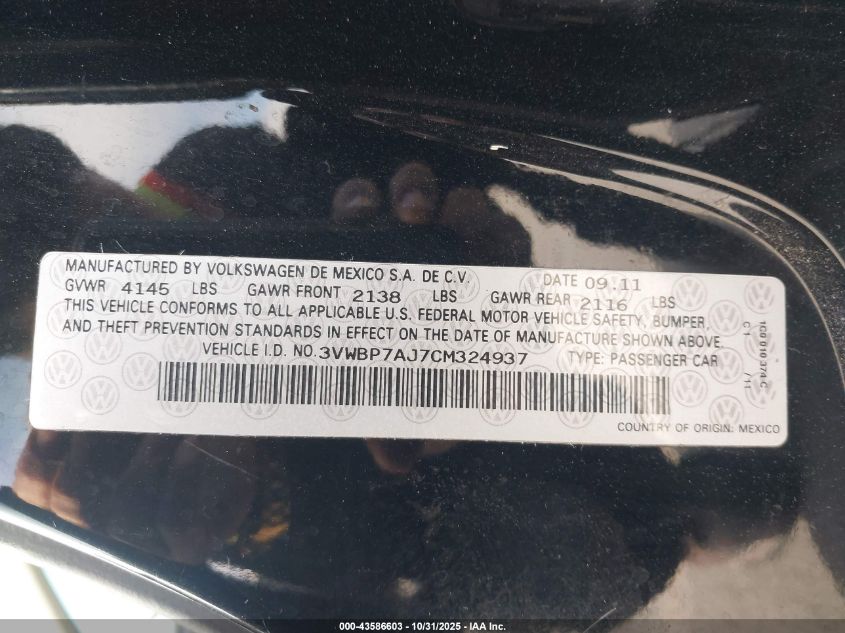 MANUFACTURED BY VOLKSWAGEN DE MEXICO S.A. DE C.V. DATE 09.11
GVWR 4145 LBS GAWR FRONT 2138 LBS GAWR REAR 2116 LBS
THIS VEHICLE CONFORMS TO ALL APPLICABLE U.S. FEDERAL MOTOR VEHICLE SAFETY, BUMPER,
AND THEFT PREVENTION STANDARDS IN EFFECT ON THE DATE OF MANUFACTURE SHOWN ABOVE.
VEHICLE I.D. NO.3VWBP7AJ7CM324937 TYPE: PASSENGER CAR
COUNTRY OF ORIGIN: MEXICO
C1 /11
000-43586603 - 10/31/2025 - IAA Inc.